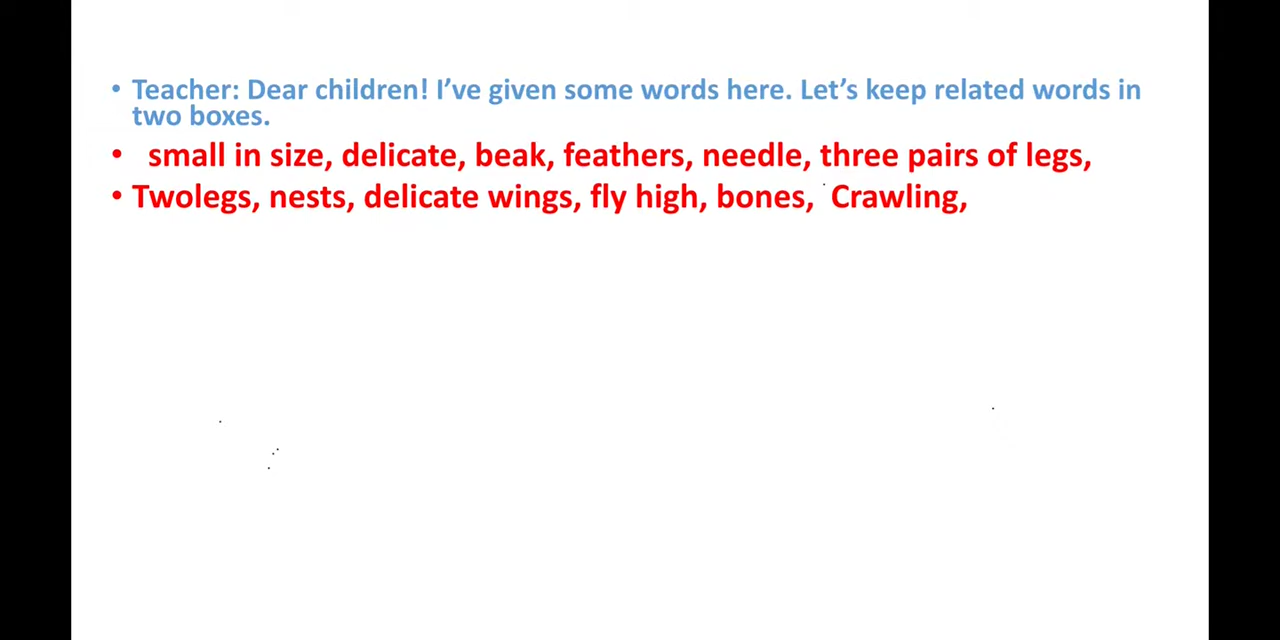 • Teacher: Dear children! I've given some words here. Let's keep related words in
two boxes.
• small in size, delicate, beak, feathers, needle, three pairs of legs,
• Twolegs, nests, delicate wings, fly high, bones, Crawling,